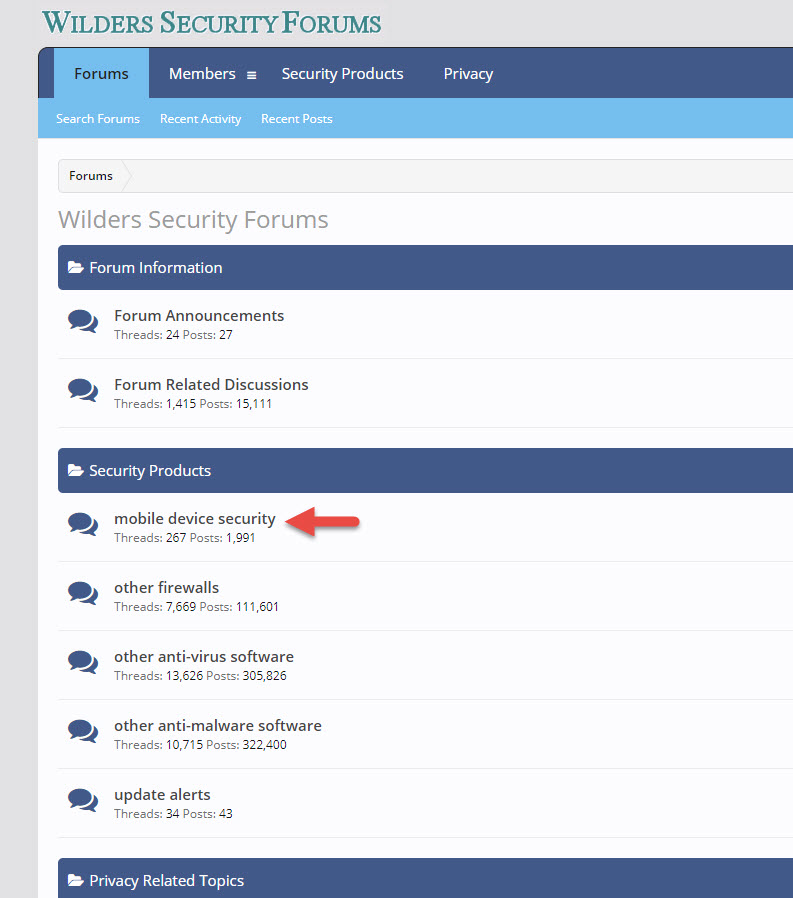 WILDERS SECURITY FORUMS
Forums Members Security Products Privacy
Search Forums Recent Activity Recent Posts
Forums
Wilders Security Forums
Forum Information
Forum Announcements
Threads: 24 Posts: 27
Forum Related Discussions
Threads: 1,415 Posts: 15,111
Security Products
mobile device security
Threads: 267 Posts: 1,991
other firewalls
Threads: 7,669 Posts: 111,601
other anti-virus software
Threads: 13,626 Posts: 305,826
other anti-malware software
Threads: 10,715 Posts: 322,400
update alerts
Threads: 34 Posts: 43
Privacy Related Topics